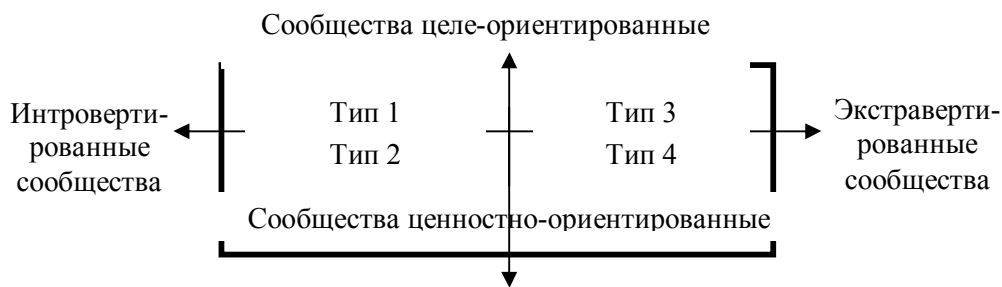 Сообщества целе-ориентированные
Интроверти-
рованные
сообщества
Тип 1
Тип 2
Тип 3
Тип 4
Экстраверти-
рованные
сообщества
Сообщества ценностно-ориентированные